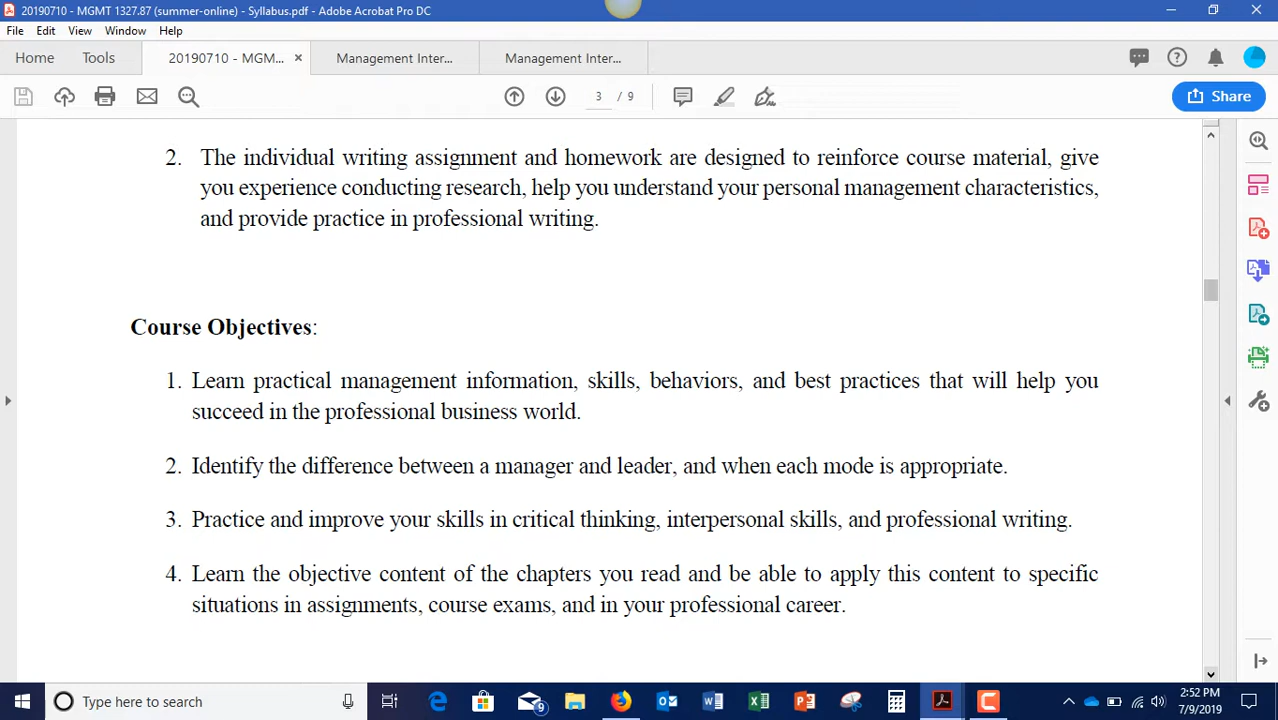 20190710 - MGMT 1327.87 (summer-online) - Syllabus.pdf - Adobe Acrobat Pro DC
File Edit View Window Help
Home Tools 20190710 - MGM... × Management Inter... Management Inter...
3 / 9 Share
2. The individual writing assignment and homework are designed to reinforce course material, give
you experience conducting research, help you understand your personal management characteristics,
and provide practice in professional writing.
Course Objectives:
1. Learn practical management information, skills, behaviors, and best practices that will help you
succeed in the professional business world.
2. Identify the difference between a manager and leader, and when each mode is appropriate.
3. Practice and improve your skills in critical thinking, interpersonal skills, and professional writing.
4. Learn the objective content of the chapters you read and be able to apply this content to specific
situations in assignments, course exams, and in your professional career.
Type here to search
9
2:52 PM
7/9/2019